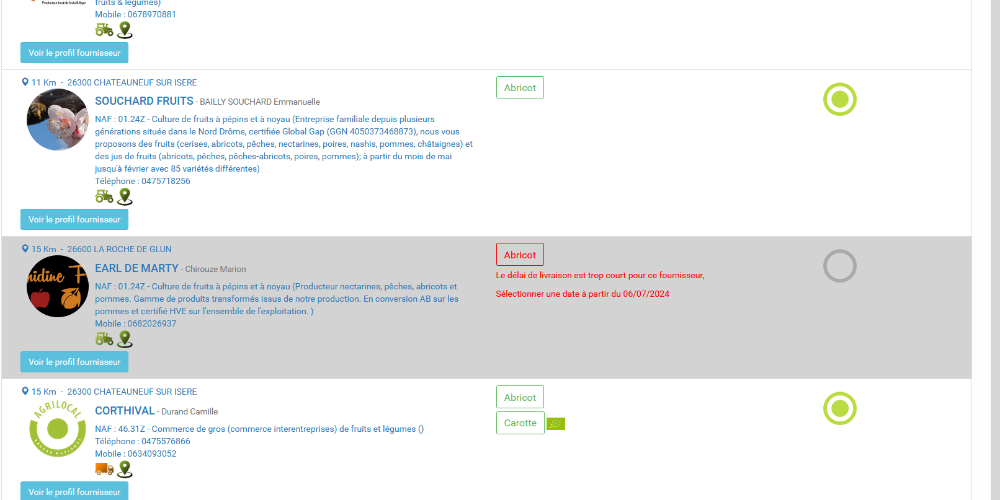 Producteur local de fruits & légur
fruits & legumes)
Mobile : 0678970881
Voir le profil fournisseur
11 Km - 26300 CHATEAUNEUF SUR ISERE
SOUCHARD FRUITS - BAILLY SOUCHARD Emmanuelle
NAF : 01.24Z - Culture de fruits à pépins et à noyau (Entreprise familiale depuis plusieurs
générations située dans le Nord Drôme, certifiée Global Gap (GGN 4050373468873), nous vous
proposons des fruits (cerises, abricots, pêches, nectarines, poires, nashis, pommes, châtaignes) et
des jus de fruits (abricots, pêches, pêches-abricots, poires, pommes); à partir du mois de mai
jusqu'à février avec 85 variétés différentes)
Téléphone : 0475718256
Voir le profil fournisseur
Abricot
15 Km - 26600 LA ROCHE DE GLUN
nidine F
EARL DE MARTY - Chirouze Marion
NAF : 01.24Z - Culture de fruits à pépins et à noyau (Producteur nectarines, pêches, abricots et
pommes. Gamme de produits transformés issus de notre production. En conversion AB sur les
pommes et certifié HVE sur l'ensemble de l'exploitation. )
Mobile : 0682026937
Voir le profil fournisseur
Abricot
Le délai de livraison est trop court pour ce fournisseur,
Sélectionner une date à partir du 06/07/2024
15 Km - 26300 CHATEAUNEUF SUR ISERE
AGRILOCAL
RÉSEAU NATIONAL
CORTHIVAL - Durand Camille
NAF : 46.31Z - Commerce de gros (commerce interentreprises) de fruits et légumes ()
Téléphone : 0475576866
Mobile : 0634093052
Voir le profil fournisseur
Abricot
Carotte